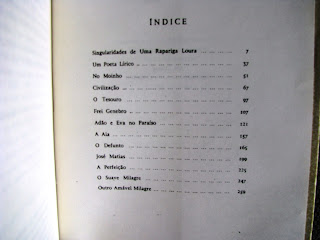 ÍNDICE
Singularidades de Uma Rapariga Loura ... 7
Um Poeta Lírico ... 37
No Moinho ... 51
Civilização ... 67
O Tesouro ... 97
Frei Genebro ... 107
Adão e Eva no Paraíso ... 121
A Aia ... 157
O Defunto ... 165
José Matias ... 199
A Perfeição ... 225
O Suave Milagre ... 247
Outro Amável Milagre ... 259